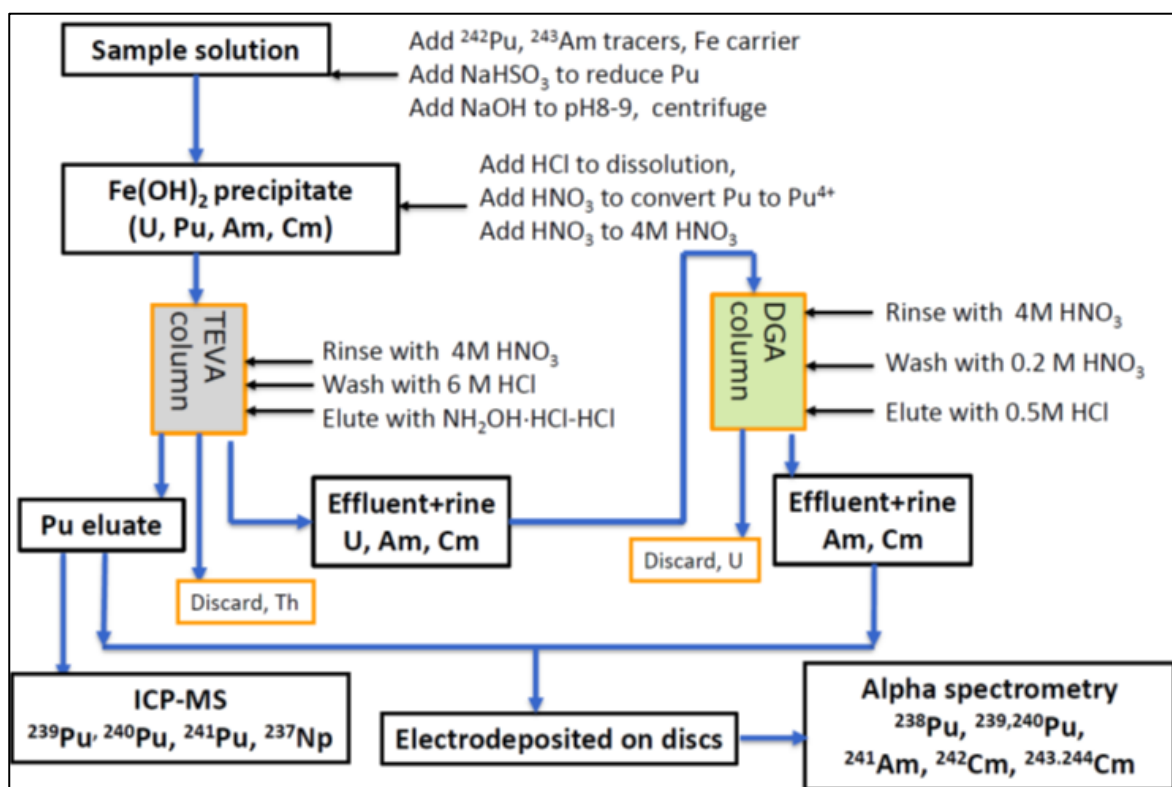 Sample solution
Add ²⁴²Pu, ²⁴³Am tracers, Fe carrier
Add NaHSO₃ to reduce Pu
Add NaOH to pH8-9, centrifuge
Fe(OH)₂ precipitate
(U, Pu, Am, Cm)
Add HCl to dissolution,
Add HNO₃ to convert Pu to Pu⁴⁺
Add HNO₃ to 4M HNO₃
TEVA
column
Rinse with 4M HNO₃
Wash with 6 M HCl
Elute with NH₂OH·HCl-HCl
DGA
column
Rinse with 4M HNO₃
Wash with 0.2 M HNO₃
Elute with 0.5M HCl
Pu eluate
Effluent+rine
U, Am, Cm
Effluent+rine
Am, Cm
Discard, Th
Discard, U
ICP-MS
²³⁹Pu, ²⁴⁰Pu, ²⁴¹Pu, ²³⁷Np
Electrodeposited on discs
Alpha spectrometry
²³⁸Pu, ²³⁹,²⁴⁰Pu,
²⁴¹Am, ²⁴²Cm, ²⁴³·²⁴⁴Cm